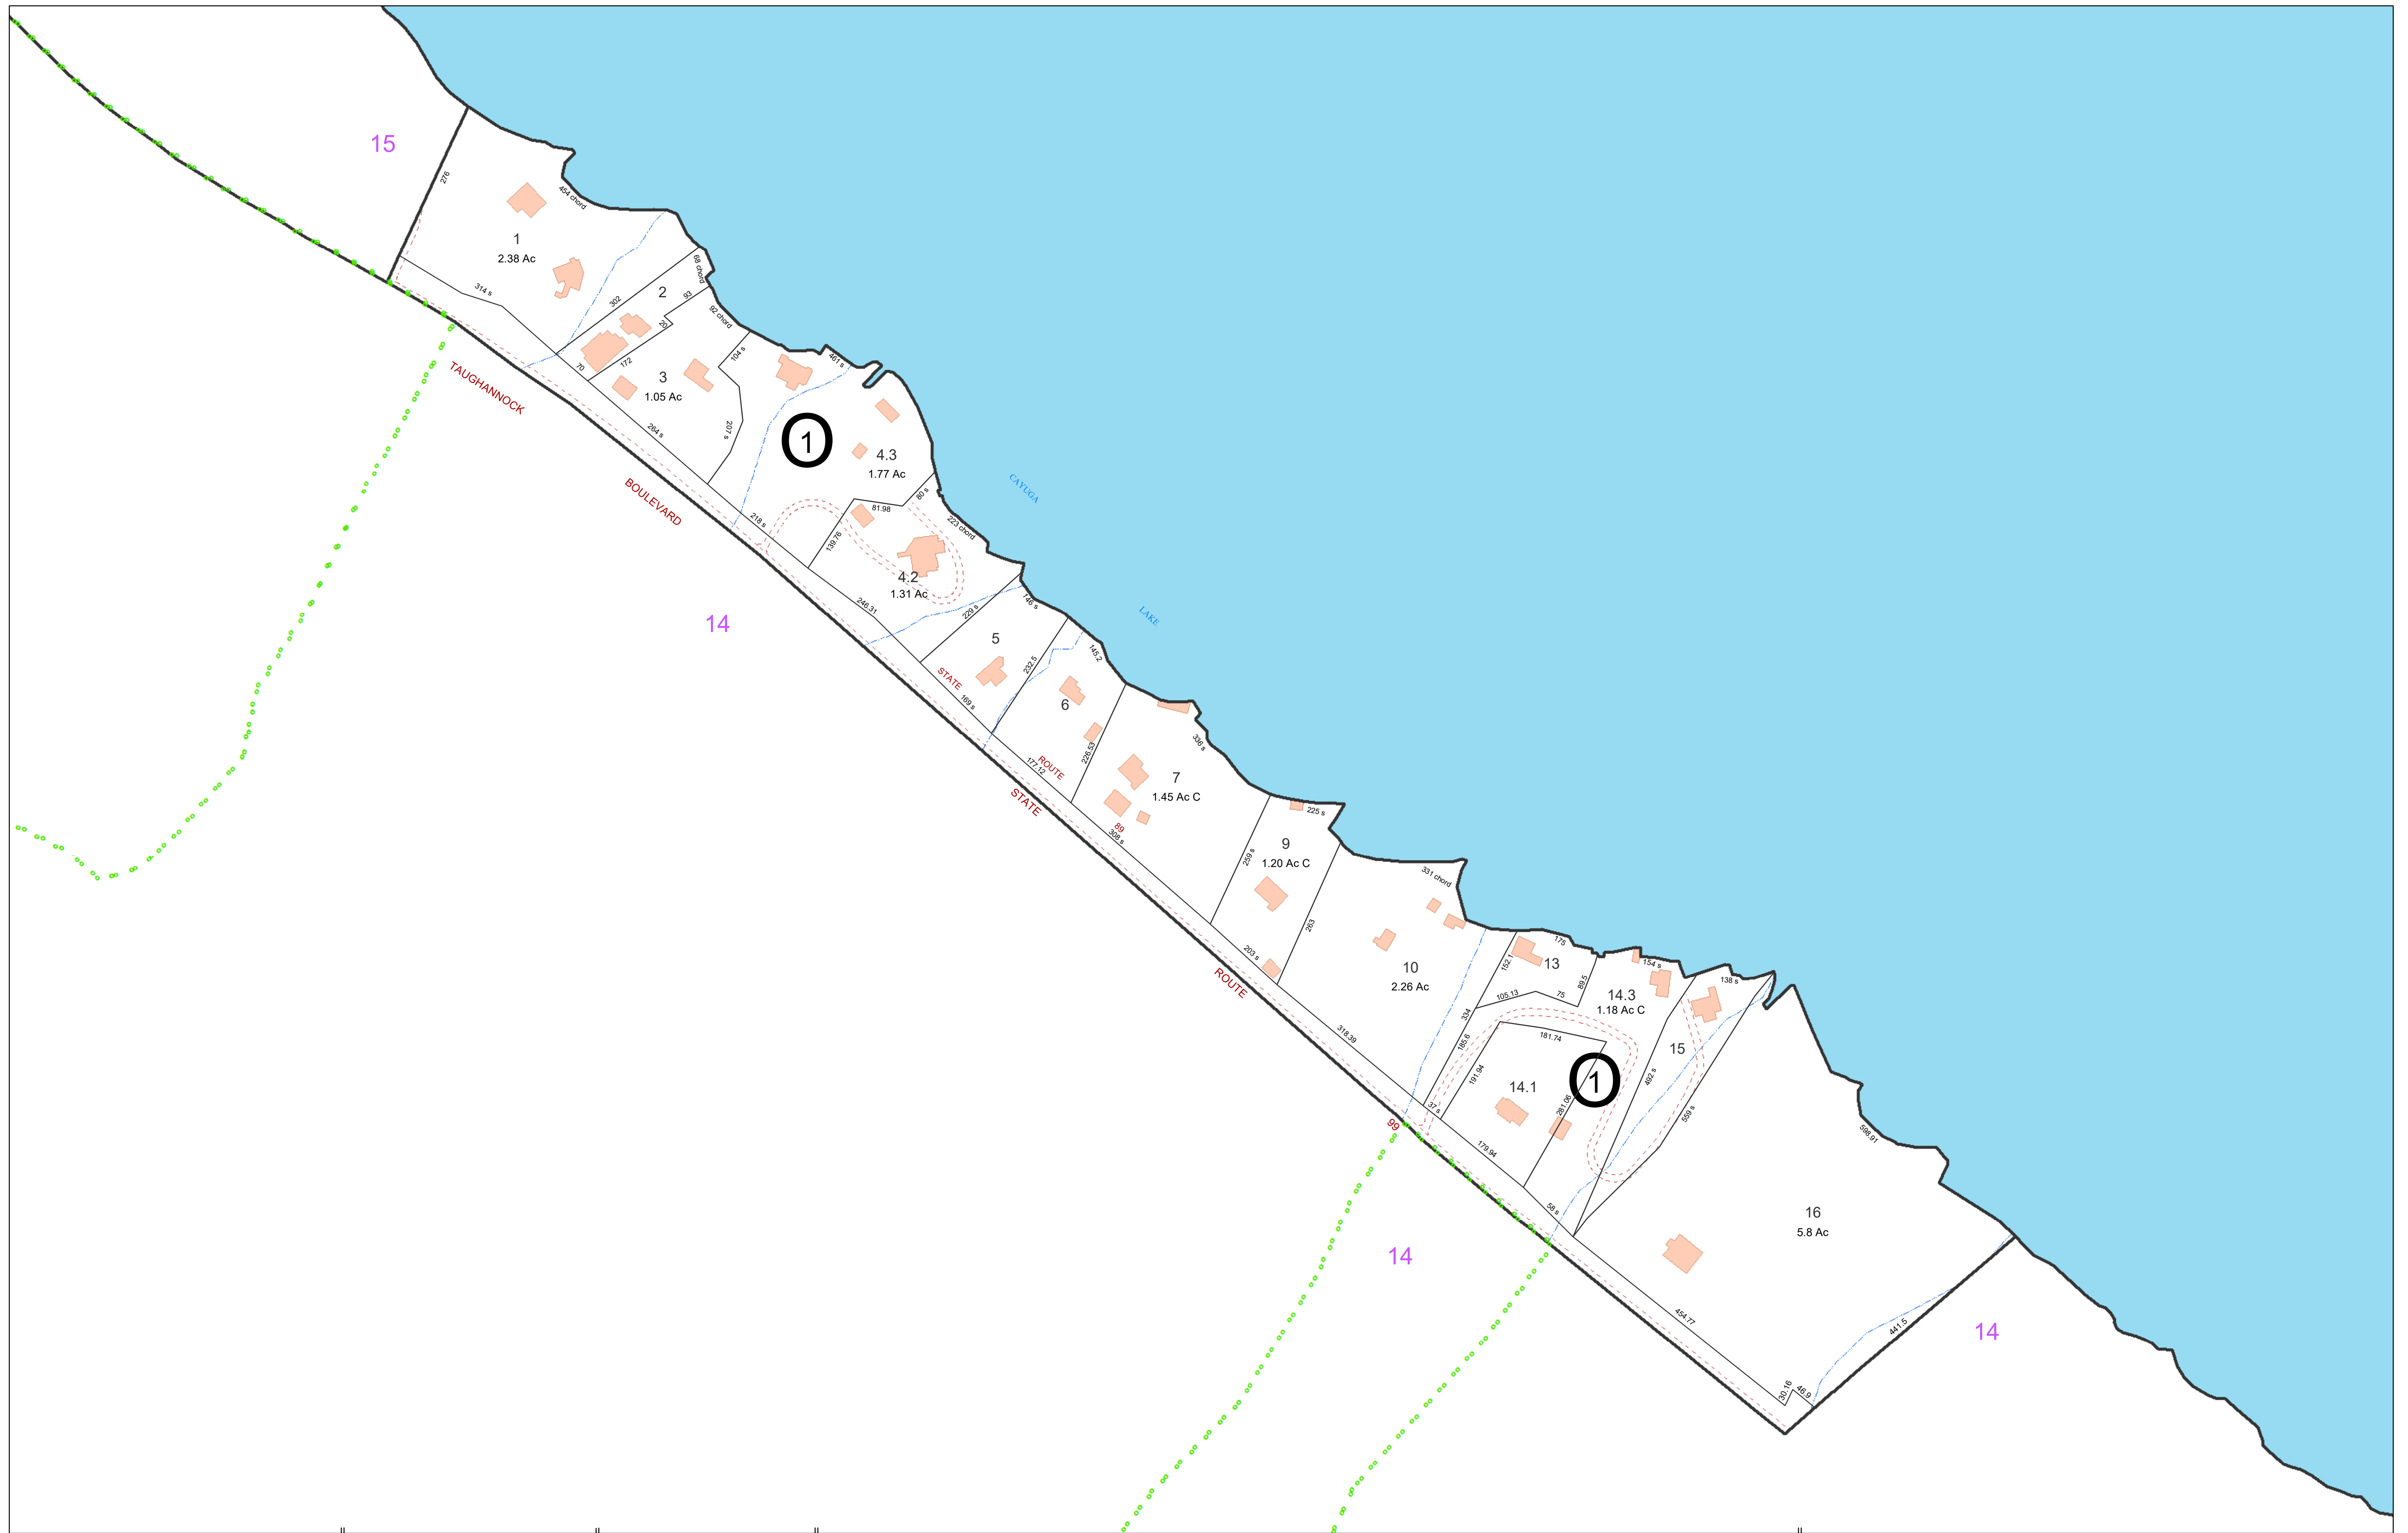 15
276
454 chord
1
2.38 Ac
314 s
68 chord
302
2
93
20
92 chord
172
70
104 s
3
1.05 Ac
461 s
TAUGHANNOCK
264 s
207 s
1
4.3
1.77 Ac
80 s
81.98
CAYUGA
BOULEVARD
218 s
139.76
223 chord
4.2
1.31 Ac
246.31
229 s
146 s
LAKE
14
5
232.5
145.2
STATE
169 s
6
226.53
336 s
ROUTE
177.12
7
1.45 Ac C
STATE
89
308 s
225 s
9
1.20 Ac C
259 s
331 chord
263
203 s
ROUTE
10
2.26 Ac
175
152.1
13
89.5
154 s
138 s
105.13
75
14.3
1.18 Ac C
334
318.39
185.6
181.74
15
191.94
14.1
1
492 s
281.06
37 s
559 s
99
179.94
598.91
58 s
16
5.8 Ac
14
454.77
441.5
14
30.16
46.9